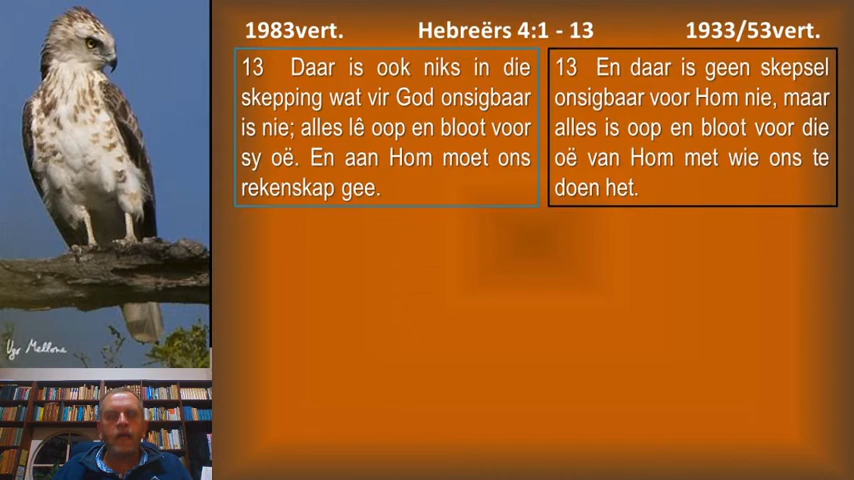 1983vert. Hebreërs 4:1 - 13 1933/53vert.
13 Daar is ook niks in die
skepping wat vir God onsigbaar
is nie; alles lê oop en bloot voor
sy oë. En aan Hom moet ons
rekenskap gee.
13 En daar is geen skepsel
onsigbaar voor Hom nie, maar
alles is oop en bloot voor die
oë van Hom met wie ons te
doen het.
Ugo Mellone